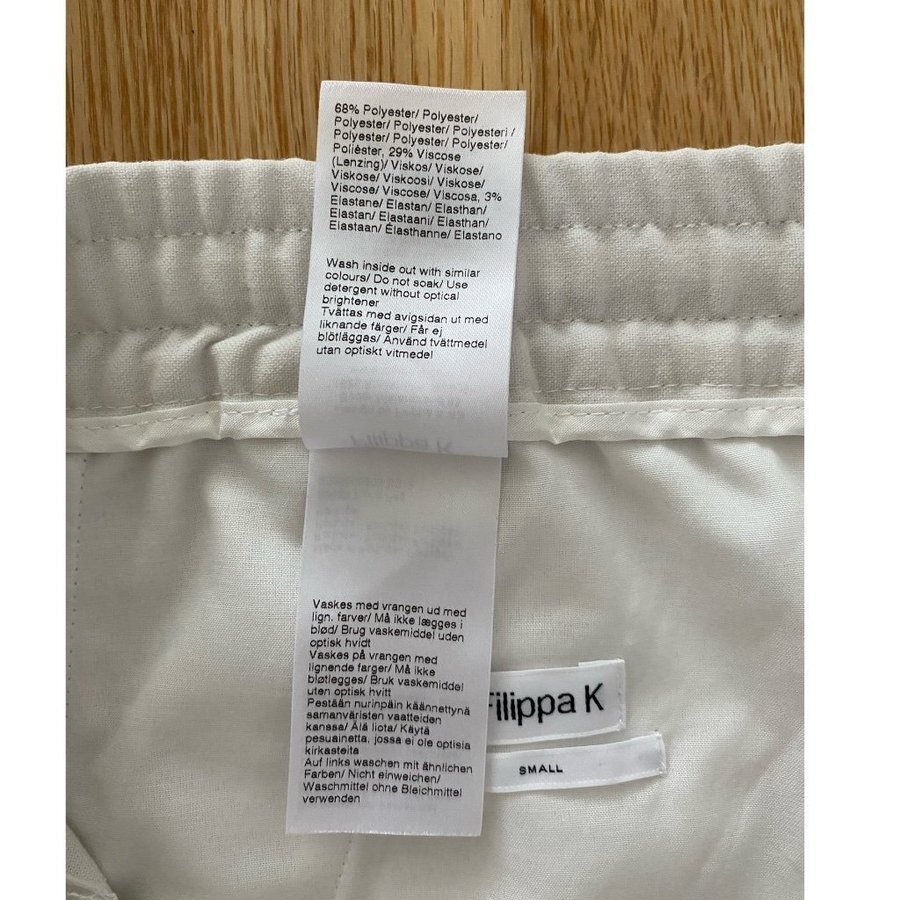 68% Polyester/ Polyester/
Polyester/ Polyester/ Polyesteri /
Polyester/ Polyester/ Polyester/
Poliéster, 29% Viscose
(Lenzing)/ Viskos/ Viskose/
Viskose/ Viskoosi/ Viskose/
Viscose/ Viscose/ Viscosa, 3%
Elastane/ Elastan/ Elasthan/
Elastan/ Elastaani/ Elasthan/
Elastaan/ Élasthanne/ Elastano
Wash inside out with similar
colours/ Do not soak/ Use
detergent without optical
brightener
Tvättas med avigsidan ut med
liknande färger/ Får ej
blötläggas/ Använd tvättmedel
utan optiskt vitmedel
Vaskes med vrangen ud med
lign. farver/ Må ikke lægges i
blød/ Brug vaskemiddel uden
optisk hvidt
Vaskes på vrangen med
lignende farger/ Må ikke
bløtlegges/ Bruk vaskemiddel
uten optisk hvitt
Pestään nurinpäin käännettynä
samanväristen vaatteiden
kanssa/ Älä liota/ Käytä
pesuainetta, jossa ei ole optisia
kirkasteita
Auf links waschen mit ähnlichen
Farben/ Nicht einweichen/
Waschmittel ohne Bleichmittel
verwenden
Filippa K
SMALL